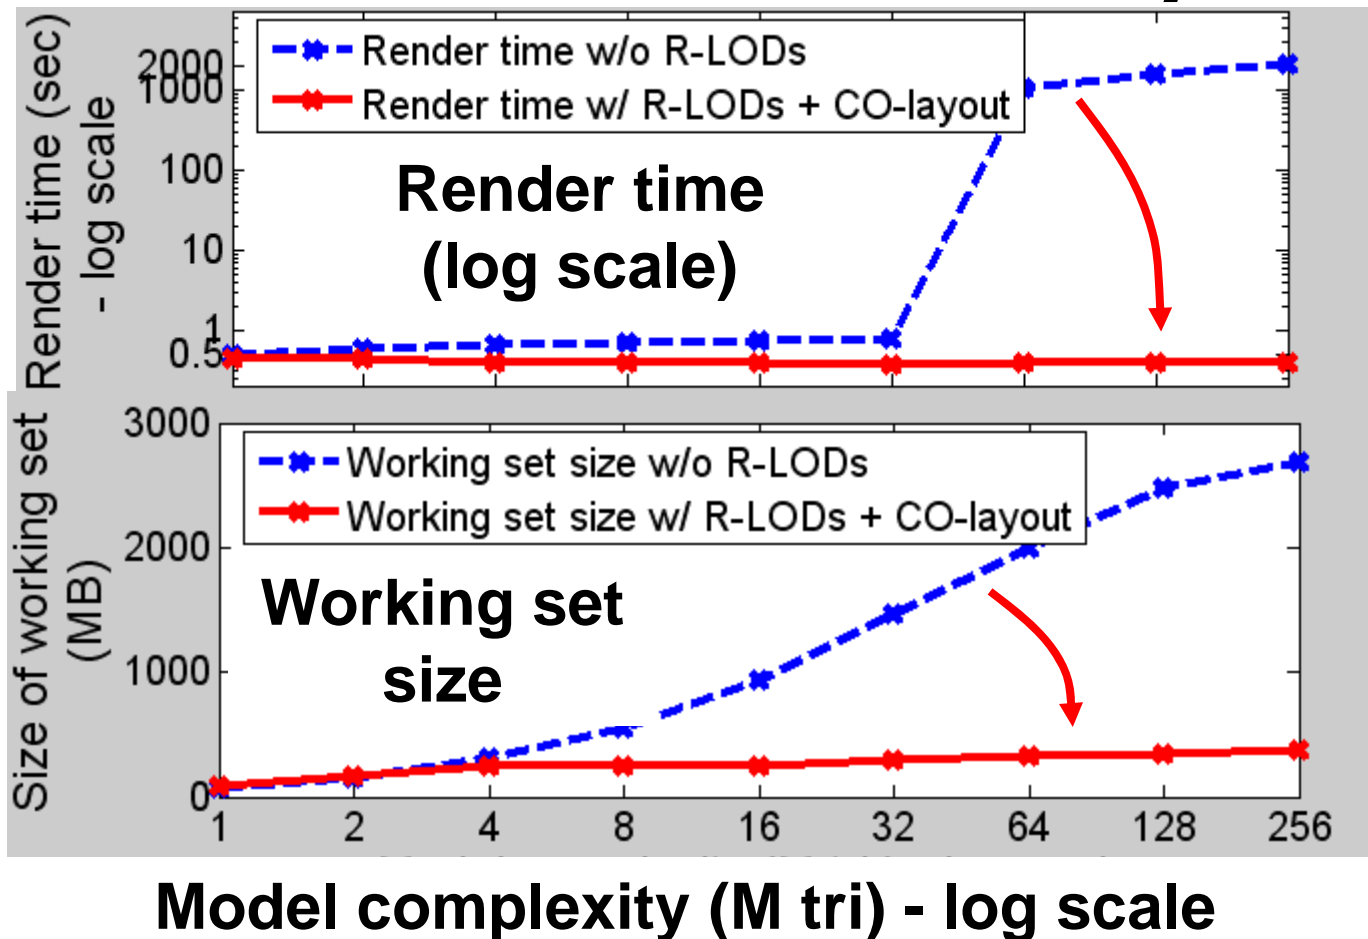 Render time (sec)
- log scale
2000
1000
100
10
1
0.5
Render time w/o R-LODs
Render time w/ R-LODs + CO-layout
Render time
(log scale)
Size of working set
(MB)
3000
2000
1000
0
Working set size w/o R-LODs
Working set size w/ R-LODs + CO-layout
Working set
size
1 2 4 8 16 32 64 128 256
Model complexity (M tri) - log scale